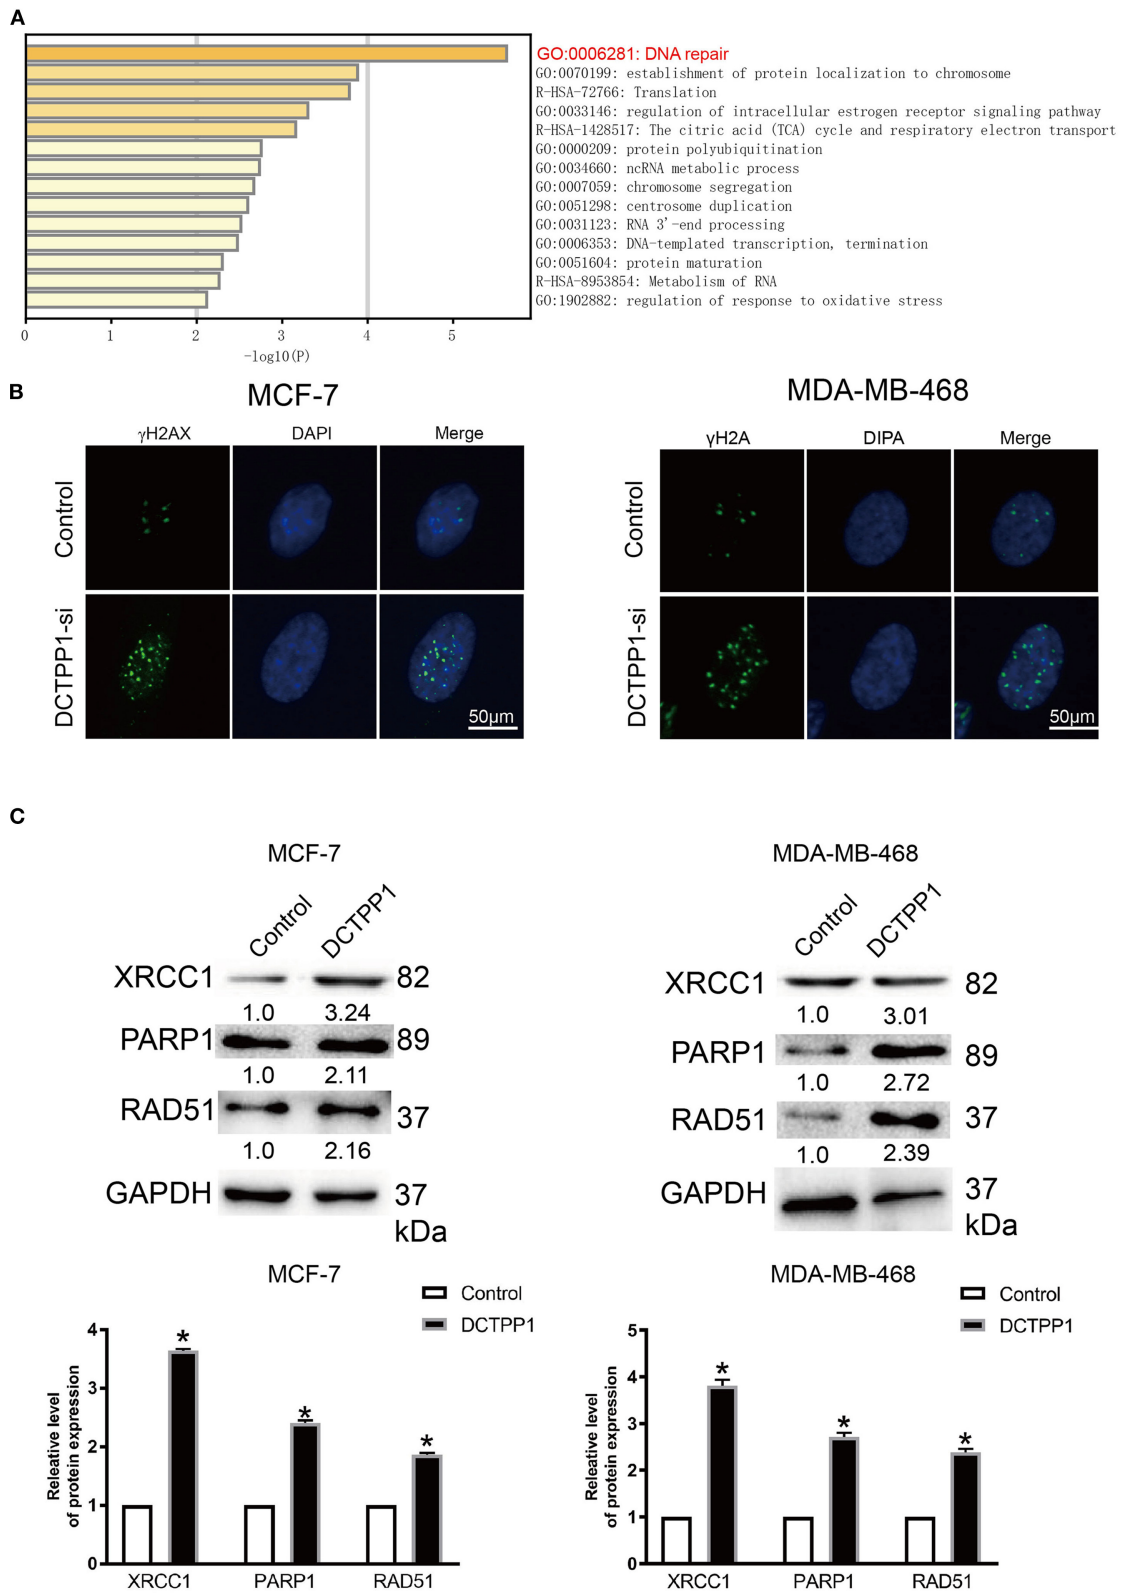 A
GO:0006281: DNA repair
GO:0070199: establishment of protein localization to chromosome
R-HSA-72766: Translation
GO:0033146: regulation of intracellular estrogen receptor signaling pathway
R-HSA-1428517: The citric acid (TCA) cycle and respiratory electron transport
GO:0000209: protein polyubiquitination
GO:0034660: ncRNA metabolic process
GO:0007059: chromosome segregation
GO:0051298: centrosome duplication
GO:0031123: RNA 3'-end processing
GO:0006353: DNA-templated transcription, termination
GO:0051604: protein maturation
R-HSA-8953854: Metabolism of RNA
GO:1902882: regulation of response to oxidative stress
0 1 2 3 4 5
-log10(P)
B
MCF-7
γH2AX DAPI Merge
Control
DCTPP1-si
50μm
MDA-MB-468
γH2A DIPA Merge
Control
DCTPP1-si
50μm
C
MCF-7
Control DCTPP1
XRCC1 82
1.0 3.24
PARP1 89
1.0 2.11
RAD51 37
1.0 2.16
GAPDH 37
kDa
MDA-MB-468
Control DCTPP1
XRCC1 82
1.0 3.01
PARP1 89
1.0 2.72
RAD51 37
1.0 2.39
GAPDH 37
kDa
MCF-7
Control
DCTPP1
Releative level
of protein expression
4
3
2
1
0
* * *
XRCC1 PARP1 RAD51
MDA-MB-468
Control
DCTPP1
Releative level
of protein expression
5
4
3
2
1
0
* * *
XRCC1 PARP1 RAD51